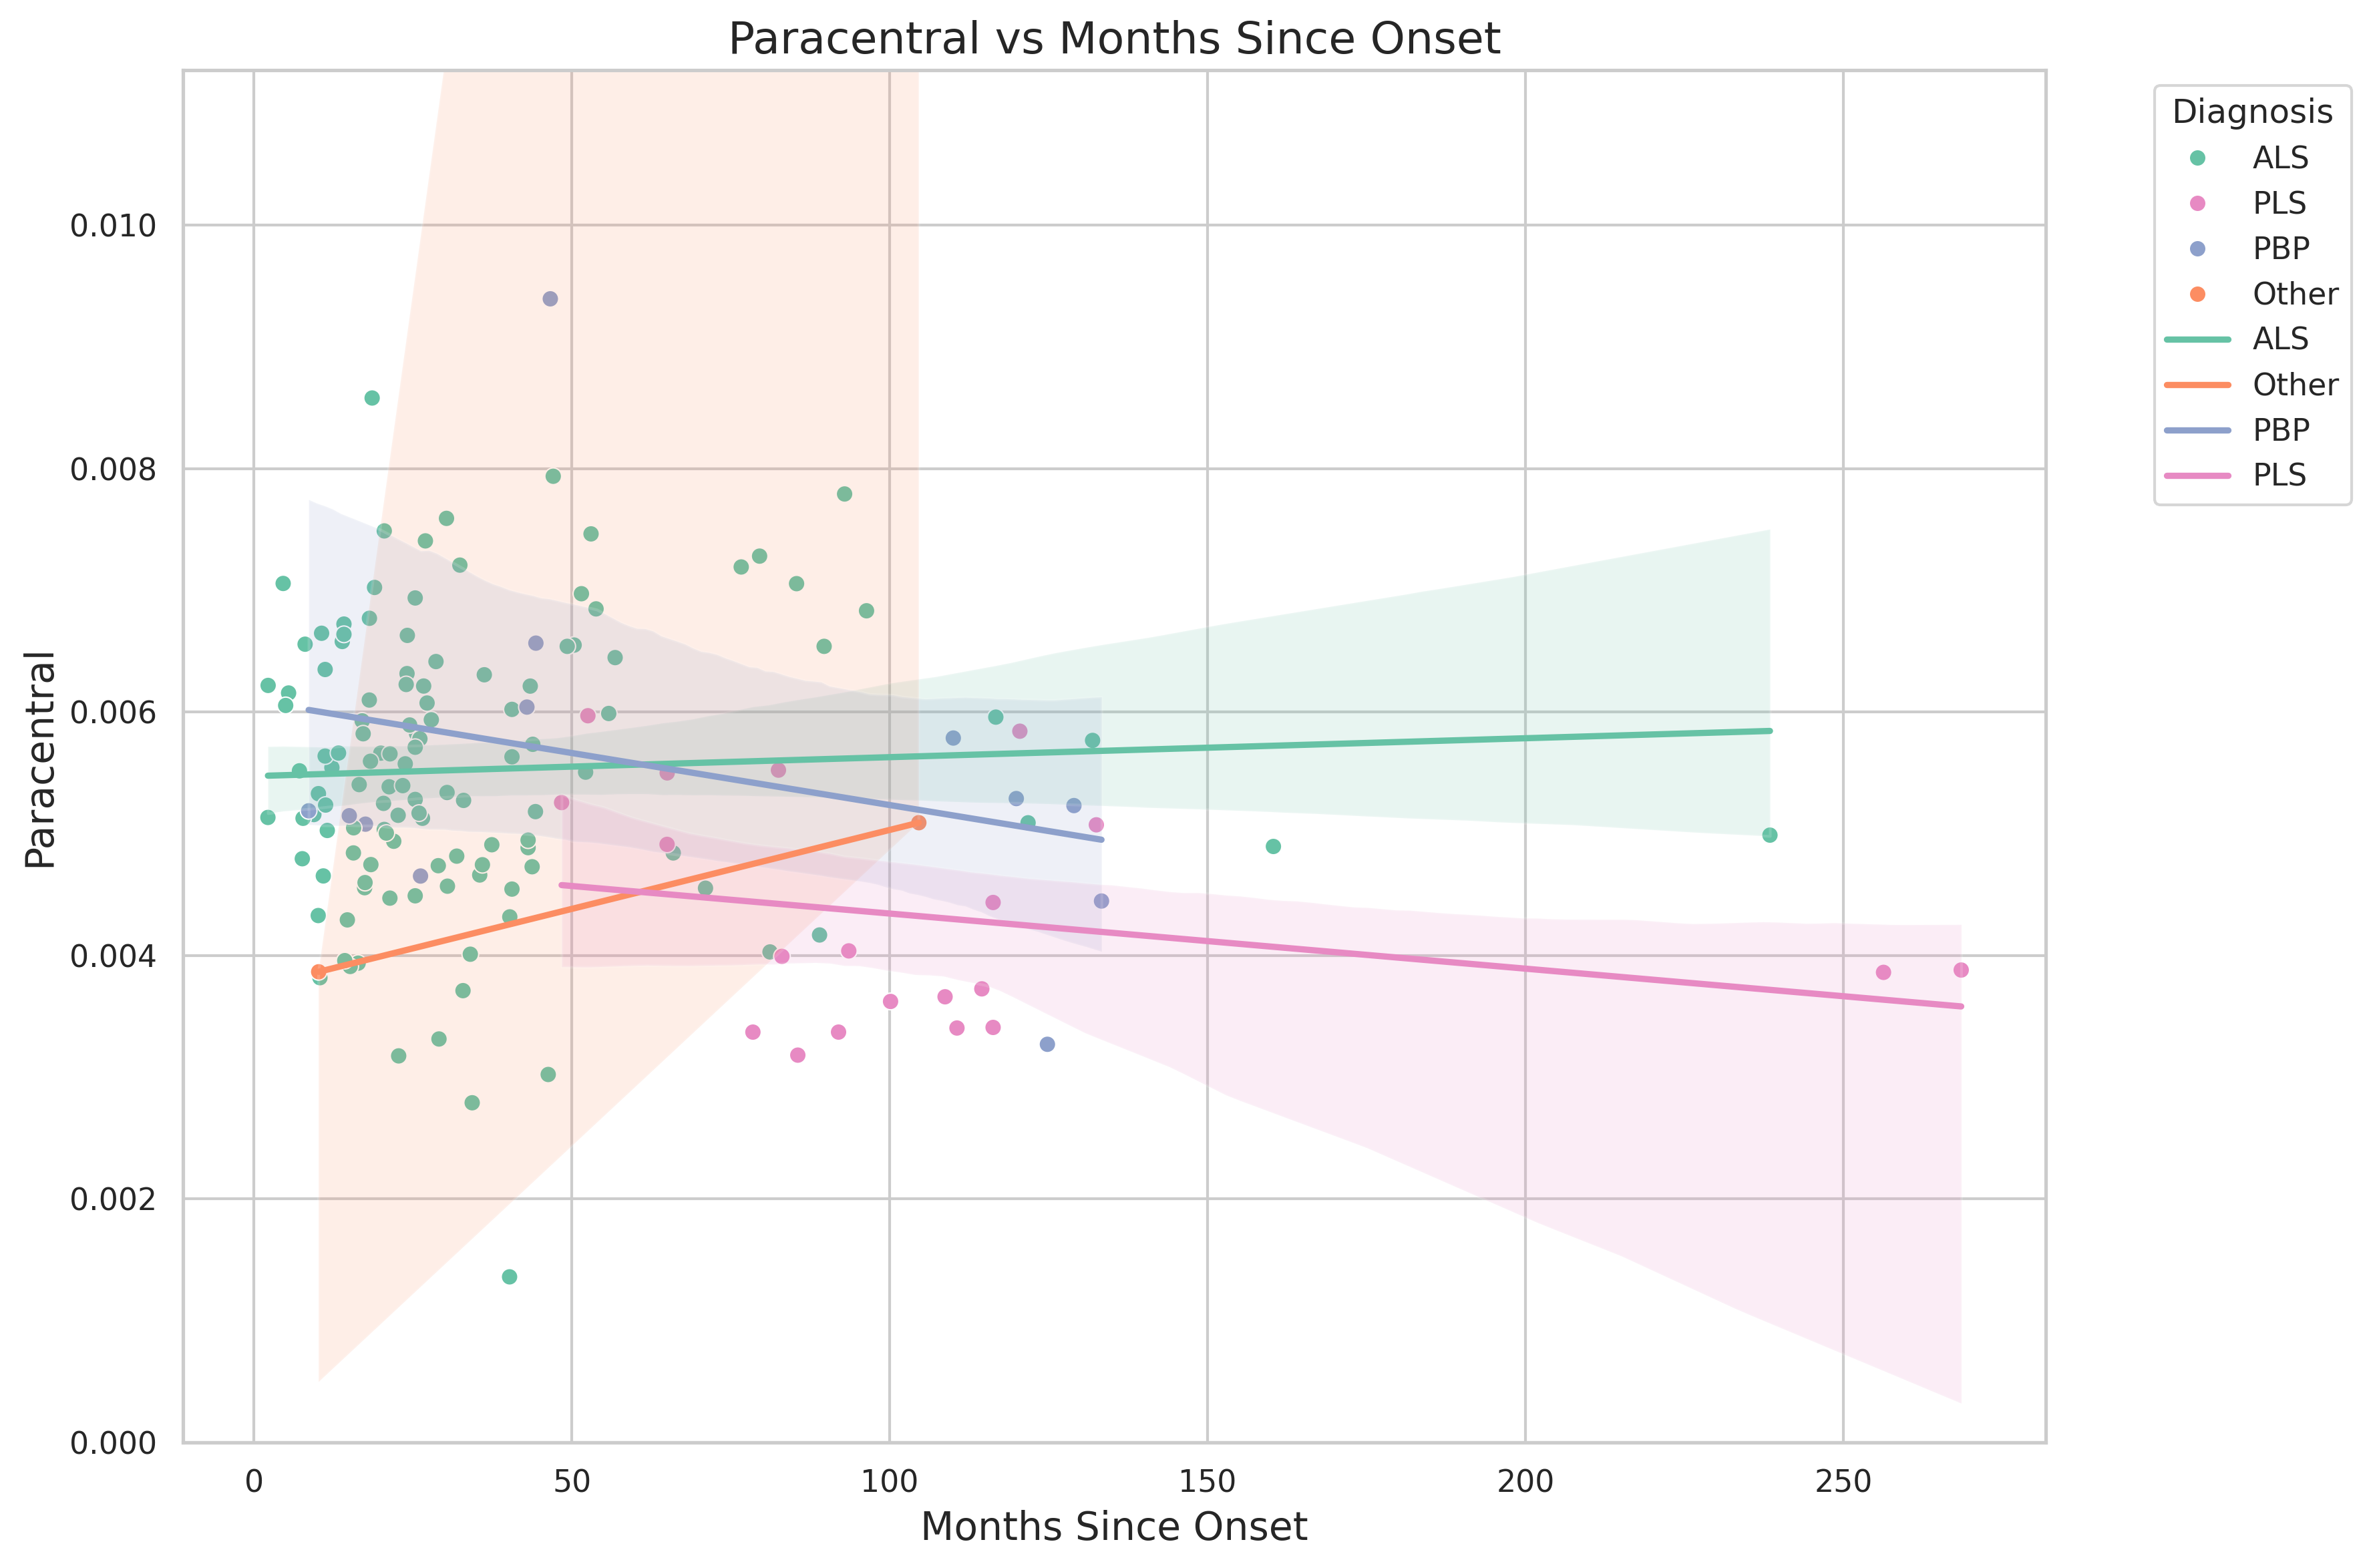 Paracentral vs Months Since Onset
Paracentral
0.010
0.008
0.006
0.004
0.002
0.000
0
50
100
150
200
250
Months Since Onset
Diagnosis
ALS
PLS
PBP
Other
ALS
Other
PBP
PLS